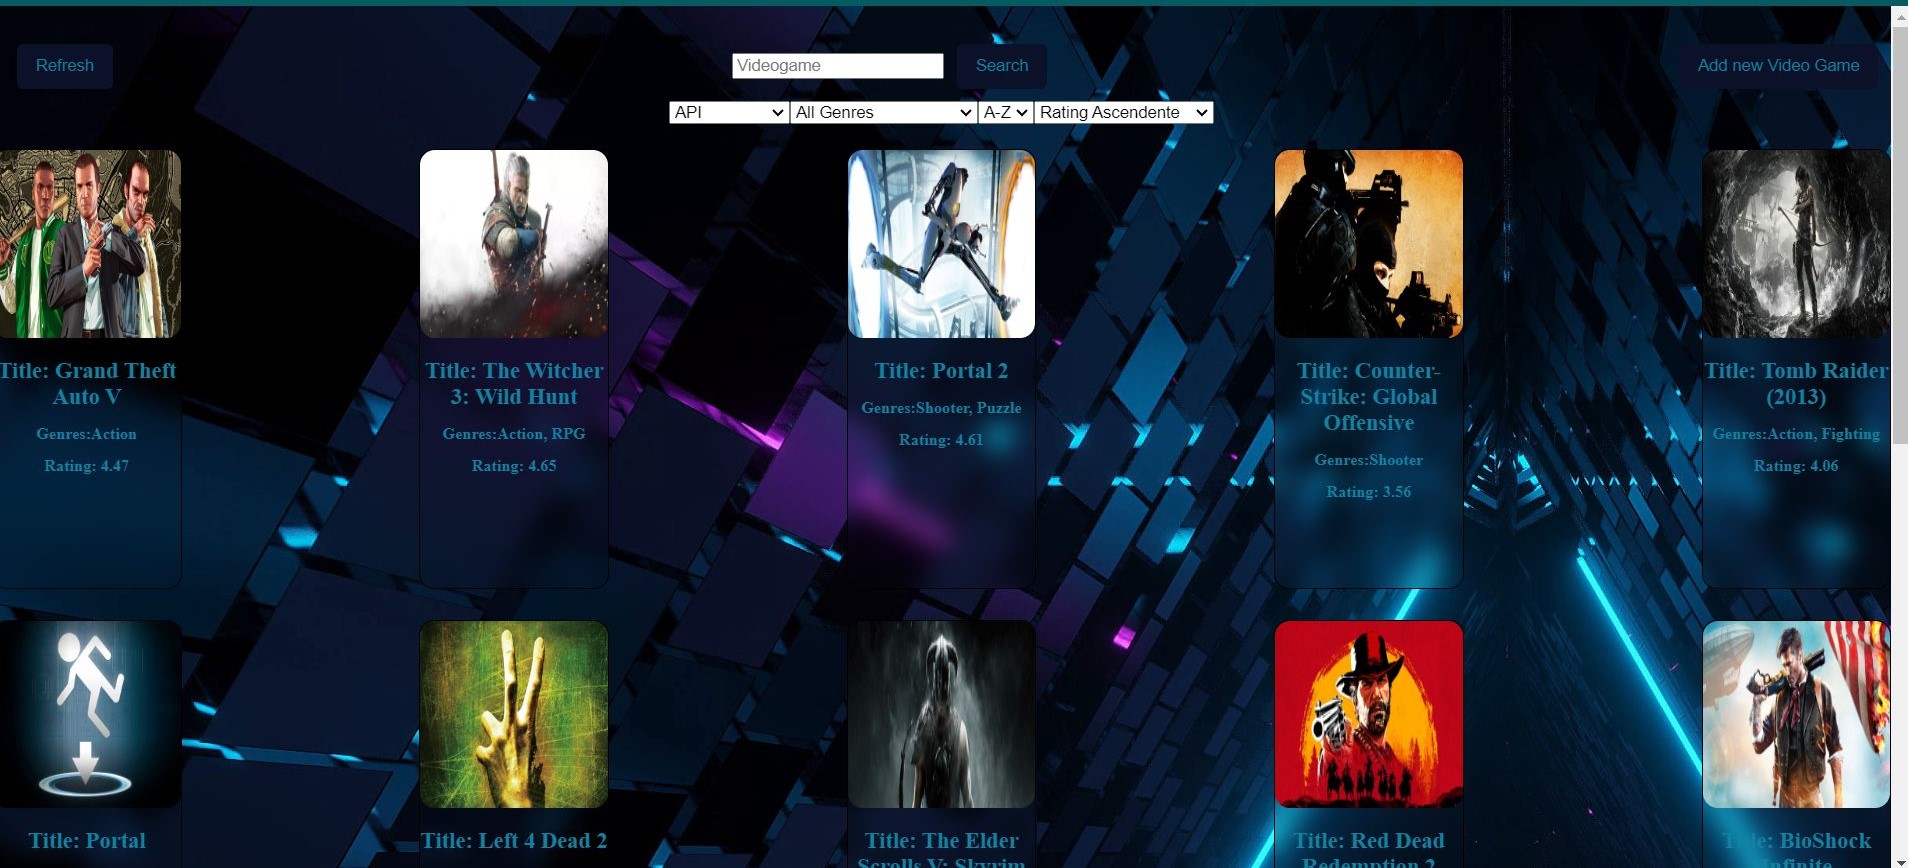 Refresh
Videogame
Search
Add new Video Game
API
All Genres
A-Z
Rating Ascendente
Title: Grand Theft
Auto V
Genres:Action
Rating: 4.47
Title: The Witcher
3: Wild Hunt
Genres:Action, RPG
Rating: 4.65
Title: Portal 2
Genres:Shooter, Puzzle
Rating: 4.61
Title: Counter-
Strike: Global
Offensive
Genres:Shooter
Rating: 3.56
Title: Tomb Raider
(2013)
Genres:Action, Fighting
Rating: 4.06
Title: Portal
Title: Left 4 Dead 2
Title: The Elder
Scrolls V: Skyrim
Title: Red Dead
Redemption 2
Title: BioShock
Infinite